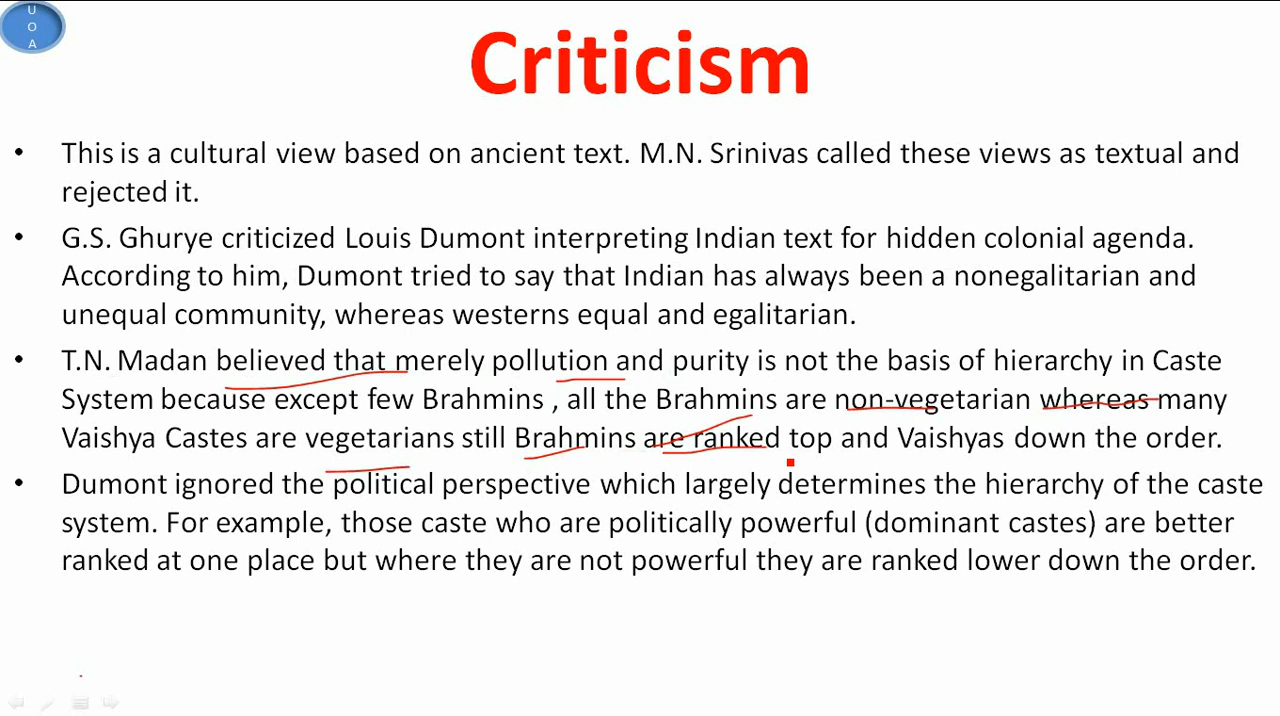 U
O
A
Criticism
• This is a cultural view based on ancient text. M.N. Srinivas called these views as textual and
rejected it.
• G.S. Ghurye criticized Louis Dumont interpreting Indian text for hidden colonial agenda.
According to him, Dumont tried to say that Indian has always been a nonegalitarian and
unequal community, whereas westerns equal and egalitarian.
• T.N. Madan believed that merely pollution and purity is not the basis of hierarchy in Caste
System because except few Brahmins , all the Brahmins are non-vegetarian whereas many
Vaishya Castes are vegetarians still Brahmins are ranked top and Vaishyas down the order.
• Dumont ignored the political perspective which largely determines the hierarchy of the caste
system. For example, those caste who are politically powerful (dominant castes) are better
ranked at one place but where they are not powerful they are ranked lower down the order.